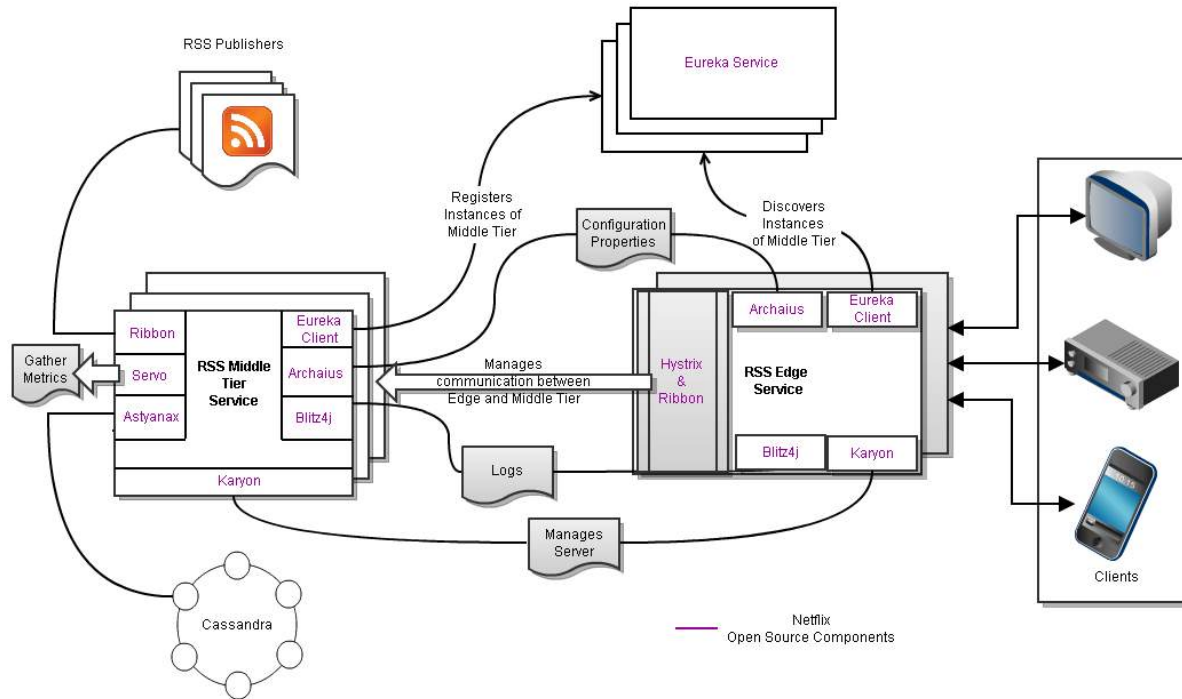 RSS Publishers
Eureka Service
Registers
Instances of
Middle Tier
Configuration
Properties
Discovers
Instances
of Middle Tier
Ribbon
Servo
Astyanax
RSS Middle
Tier
Service
Eureka
Client
Archaius
Blitz4j
Karyon
Gather
Metrics
Manages
communication between
Edge and Middle Tier
Hystrix
&
Ribbon
Archaius
Eureka
Client
RSS Edge
Service
Blitz4j
Karyon
Logs
Manages
Server
Cassandra
10:15
Clients
Netflix
Open Source Components